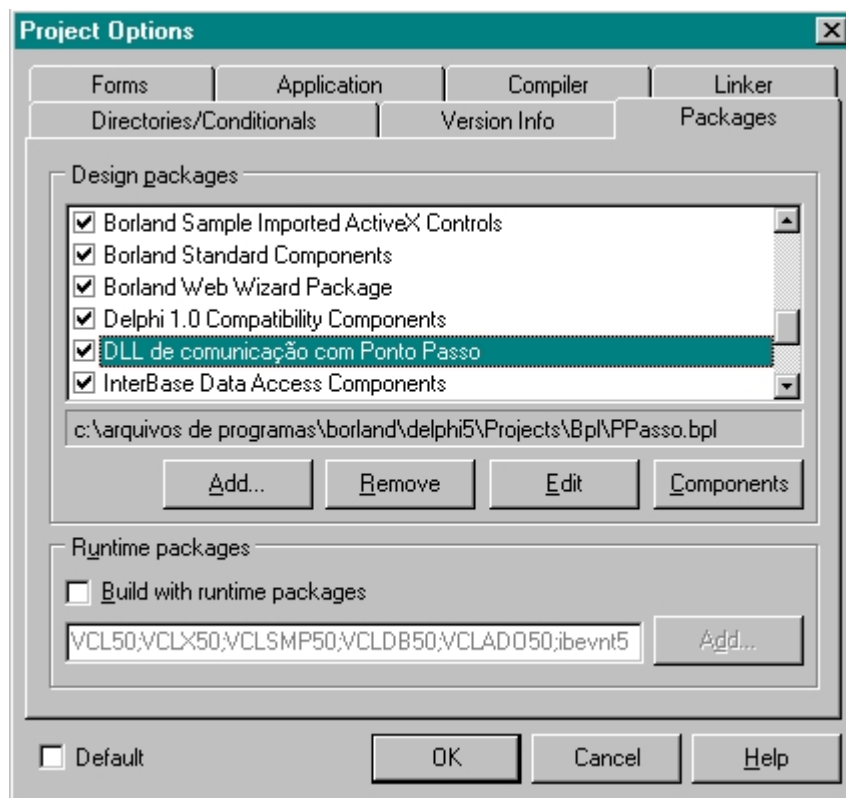 Project Options
Forms Application Compiler Linker
Directories/Conditionals Version Info Packages
Design packages
Borland Sample Imported ActiveX Controls
Borland Standard Components
Borland Web Wizard Package
Delphi 1.0 Compatibility Components
DLL de comunicação com Ponto Passo
InterBase Data Access Components
c:\arquivos de programas\borland\delphi5\Projects\Bpl\PPasso.bpl
Add... Remove Edit Components
Runtime packages
Build with runtime packages
VCL50;VCLX50;VCLSMP50;VCLDB50;VCLADO50;ibevnt5 Add...
Default OK Cancel Help